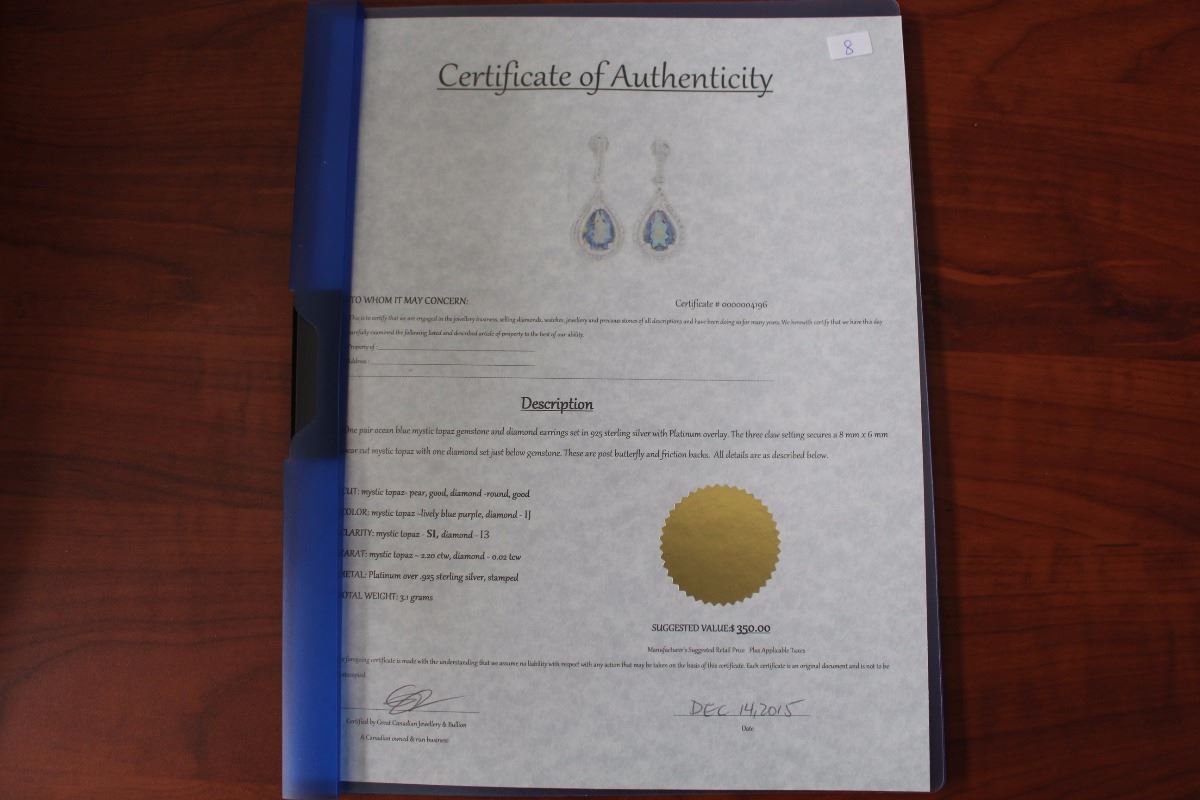 8
Certificate of Authenticity
TO WHOM IT MAY CONCERN:
Certificate # 0000004196
This is to certify that we are engaged in the jewellery business, selling diamonds, watches, jewellery and precious stones of all descriptions and have been doing so for many years. We herewith certify that we have this day
carefully examined the following listed and described article of property to the best of our ability.
Property of :
Address :
Description
One pair ocean blue mystic topaz gemstone and diamond earrings set in 925 sterling silver with Platinum overlay. The three claw setting secures a 8 mm x 6 mm
pear cut mystic topaz with one diamond set just below gemstone. These are post butterfly and friction backs. All details are as described below.
CUT: mystic topaz- pear, good, diamond -round, good
COLOR: mystic topaz -lively blue purple, diamond - IJ
CLARITY: mystic topaz - SI, diamond - I3
CARAT: mystic topaz - 2.20 ctw, diamond - 0.02 tcw
METAL: Platinum over .925 sterling silver, stamped
TOTAL WEIGHT: 3.1 grams
SUGGESTED VALUE:$ 350.00
Manufacturer's Suggested Retail Price Plus Applicable Taxes
foregoing certificate is made with the understanding that we assume no liability with respect with any action that may be taken on the basis of this certificate. Each certificate is an original document and is not to be
DEC 14, 2015
Certified by Great Canadian Jewellery & Bullion
Date
A Canadian owned & run business